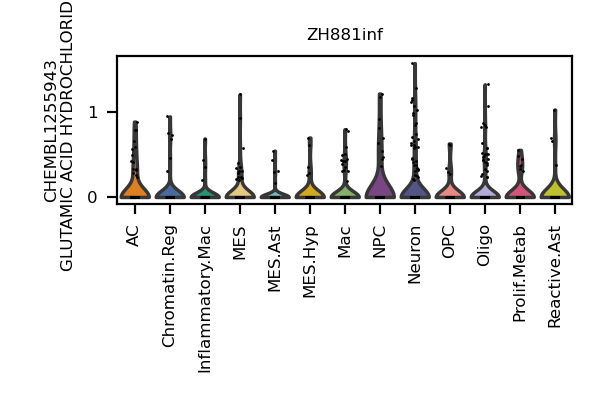 ZH881inf
CHEMBL1255943
GLUTAMIC ACID HYDROCHLORID
1
0
AC
Chromatin.Reg
Inflammatory.Mac
MES
MES.Ast
MES.Hyp
Mac
NPC
Neuron
OPC
Oligo
Prolif.Metab
Reactive.Ast